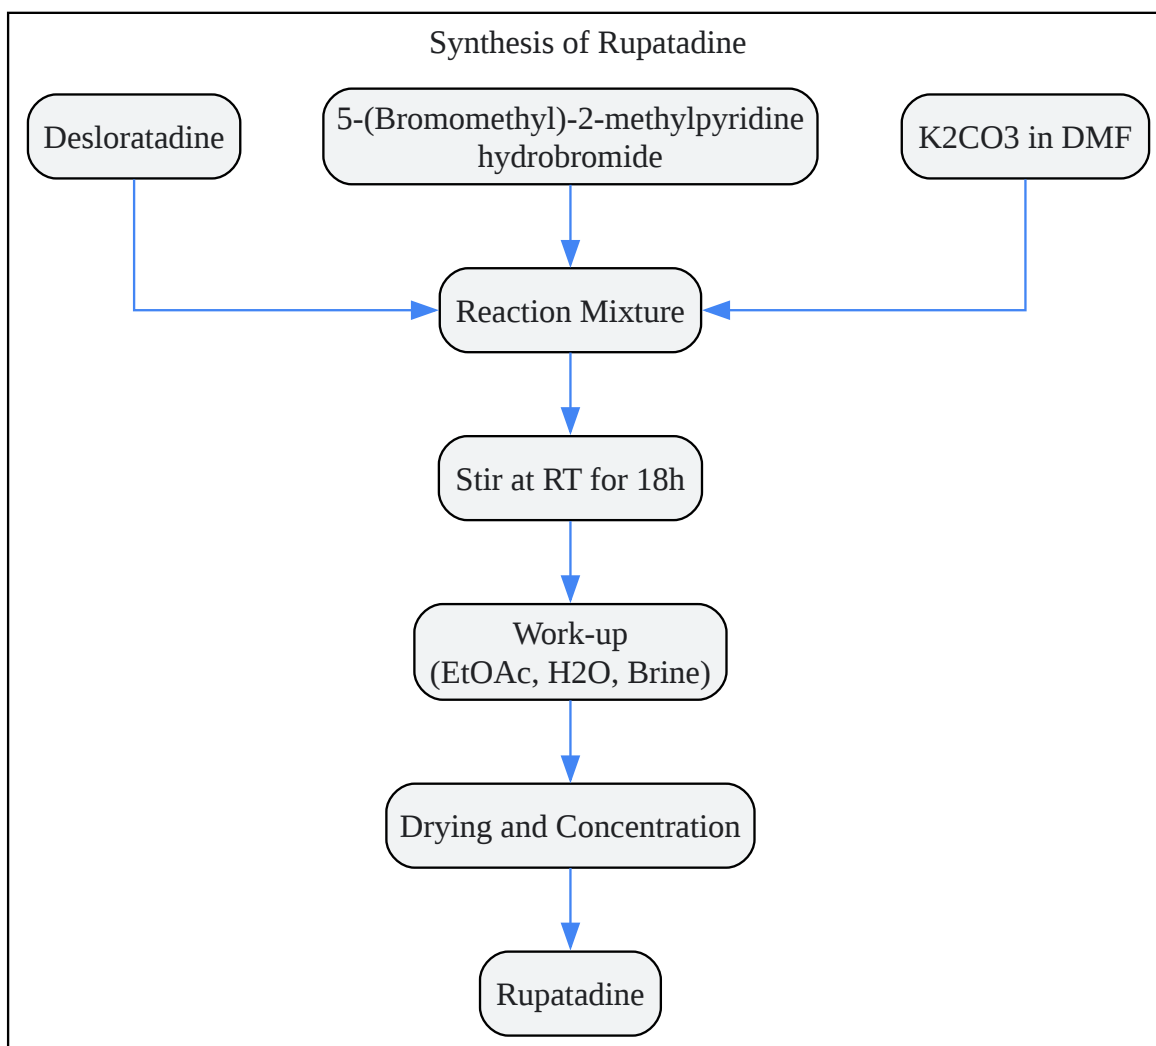 Synthesis of Rupatadine
Desloratadine
5-(Bromomethyl)-2-methylpyridine
hydrobromide
K2CO3 in DMF
Reaction Mixture
Stir at RT for 18h
Work-up
(EtOAc, H2O, Brine)
Drying and Concentration
Rupatadine